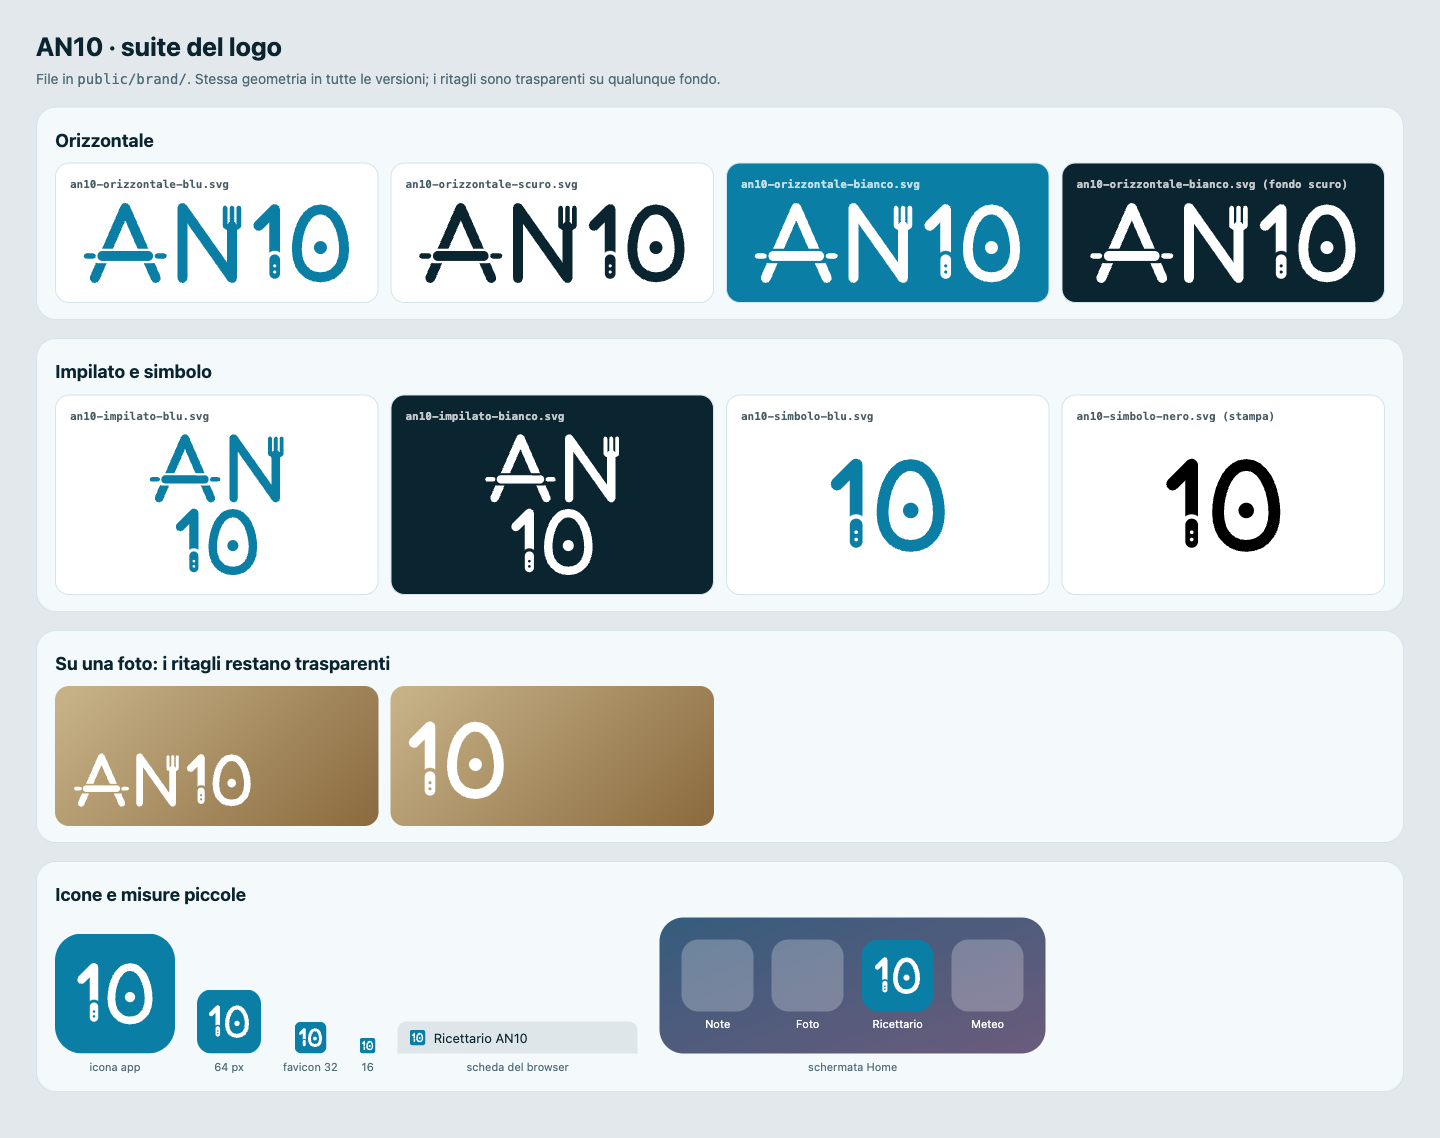 AN10 · suite del logo
File in public/brand/. Stessa geometria in tutte le versioni; i ritagli sono trasparenti su qualunque fondo.
Orizzontale
an10-orizzontale-blu.svg
AN10
an10-orizzontale-scuro.svg
AN10
an10-orizzontale-bianco.svg
AN10
an10-orizzontale-bianco.svg (fondo scuro)
AN10
Impilato e simbolo
an10-impilato-blu.svg
AN
10
an10-impilato-bianco.svg
AN
10
an10-simbolo-blu.svg
10
an10-simbolo-nero.svg (stampa)
10
Su una foto: i ritagli restano trasparenti
AN10
10
Icone e misure piccole
10
icona app
10
64 px
10
favicon 32
10
16
10 Ricettario AN10
scheda del browser
10
Note
Foto
Ricettario
Meteo
schermata Home